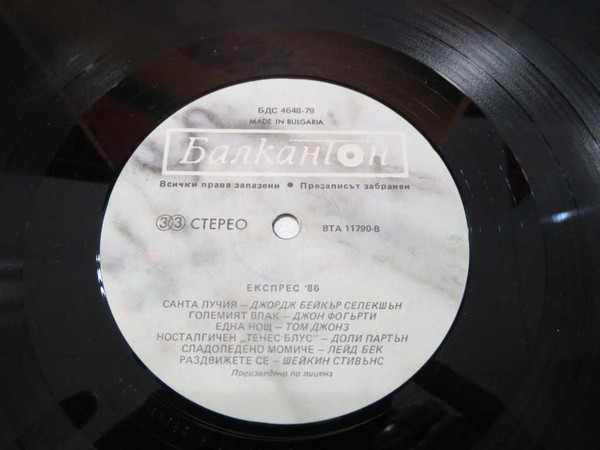 БДС 4648-79
MADE IN BULGARIA
Балкантон
Всички права запазени • Презаписът забранен
33 СТЕРЕО
ВТА 11790-В
ЕКСПРЕС '86
САНТА ЛУЧИЯ – ДЖОРДЖ БЕЙКЪР СЕЛЕКШЪН
ГОЛЕМИЯТ ВЛАК – ДЖОН ФОГЪРТИ
ЕДНА НОЩ – ТОМ ДЖОНЗ
НОСТАЛГИЧЕН „ТЕНЕС БЛУС" – ДОЛИ ПАРТЪН
СЛАДОЛЕДЕНО МОМИЧЕ – ЛЕЙД БЕК
РАЗДВИЖЕТЕ СЕ – ШЕЙКИН СТИВЪНС
Произведено по лиценз